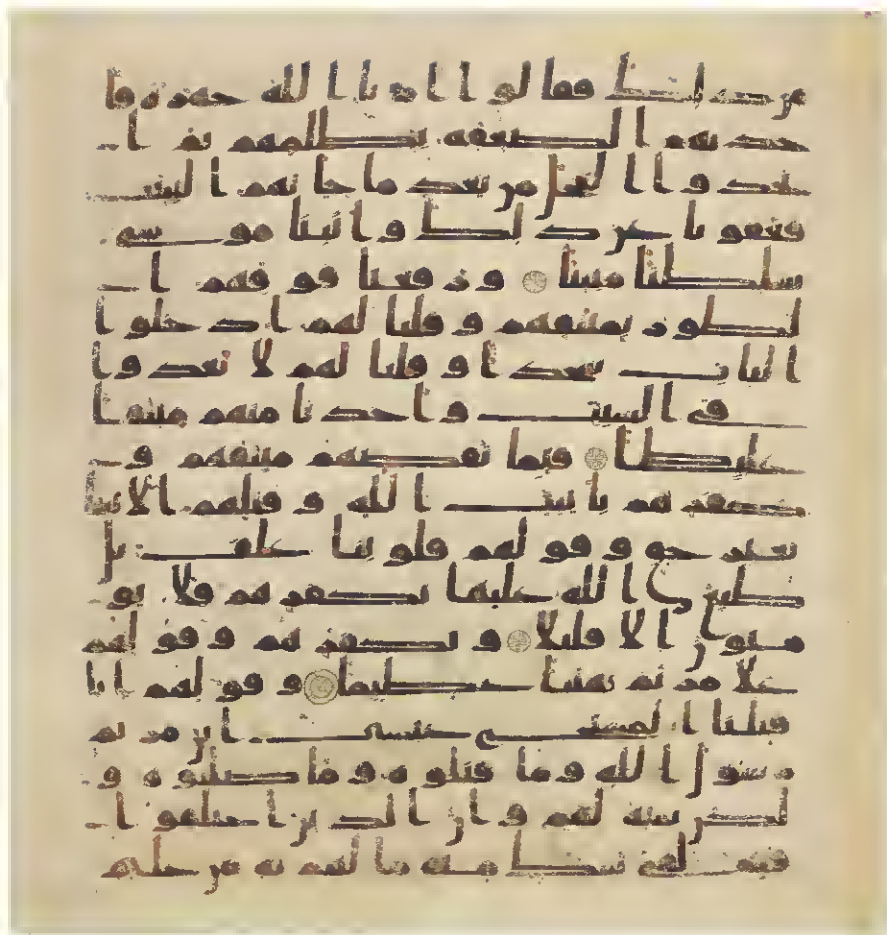 من ذلك فقالوا ارنا الله جهرة فا
خذتهم الصعقة بظلمهم ثم ا
تخذوا العجل من بعد ما جاتهم البينت
فعفونا عن ذلك واتينا موسى
سلطنا مبينا ورفعنا فوقهم ا
لطور بميثقهم وقلنا لهم ادخلوا
الباب سجدا وقلنا لهم لا تعدوا
في السبت واخذنا منهم ميثقا
غليظا فبما نقضهم ميثقهم و
كفرهم بايت الله وقتلهم الانبيا
بغير حق وقولهم قلوبنا غلف بل
طبع الله عليها بكفرهم فلا يو
منون الا قليلا وبكفرهم وقولهم
علا مريم بهتنا عظيما وقولهم انا
قتلنا المسيح عيسى ابن مريم
رسول الله وما قتلوه وما صلبوه و
لكن شبه لهم وان الذين اختلفوا
فيه لفي شك منه ما لهم به من علم